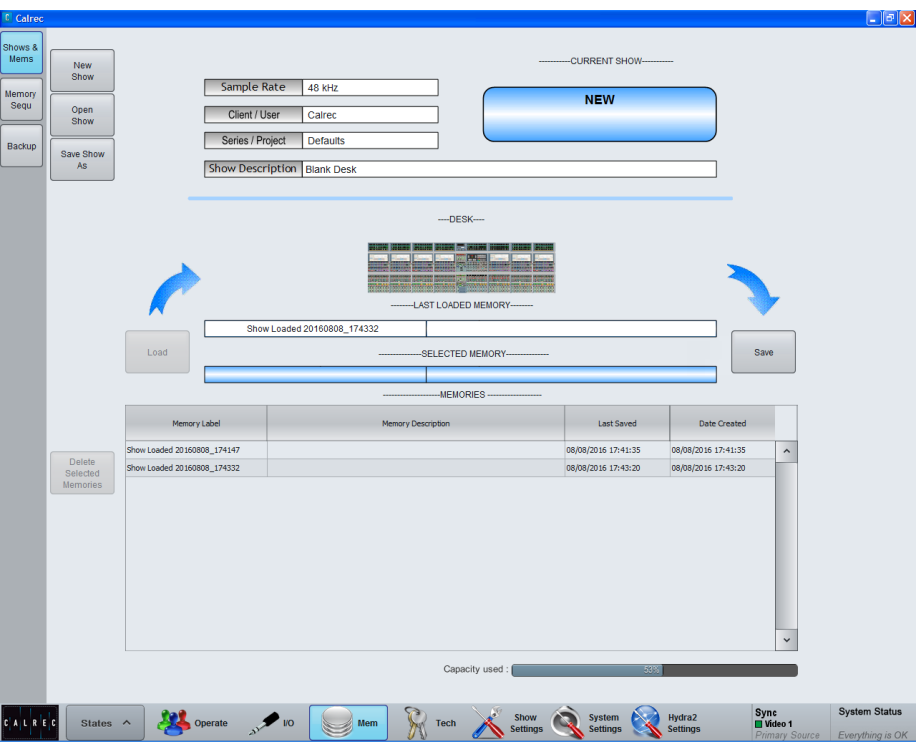 Calrec
Shows &
Mems
Memory
Sequ
Backup
New
Show
Open
Show
Save Show
As
-----------CURRENT SHOW-----------
NEW
Sample Rate 48 kHz
Client / User Calrec
Series / Project Defaults
Show Description Blank Desk
----DESK----
--------LAST LOADED MEMORY--------
Show Loaded 20160808_174332
Load
Save
---------------SELECTED MEMORY---------------
--------------------MEMORIES -------------------
Memory Label Memory Description Last Saved Date Created
Show Loaded 20160808_174147 08/08/2016 17:41:35 08/08/2016 17:41:35
Show Loaded 20160808_174332 08/08/2016 17:43:20 08/08/2016 17:43:20
Delete
Selected
Memories
Capacity used : 53%
CALREC
States
Operate
I/O
Mem
Tech
Show
Settings
System
Settings
Hydra2
Settings
Sync
Video 1
Primary Source
System Status
Everything is OK